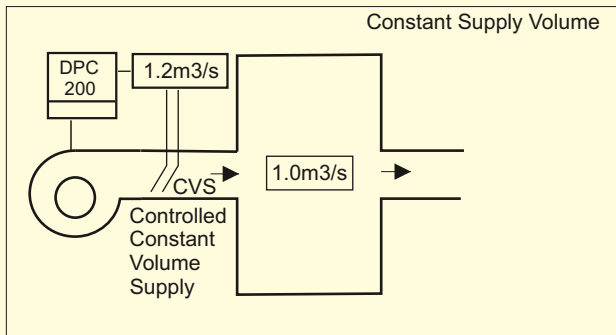 Constant Supply Volume
DPC
200
1.2m3/s
1.0m3/s
CVS
Controlled
Constant
Volume
Supply